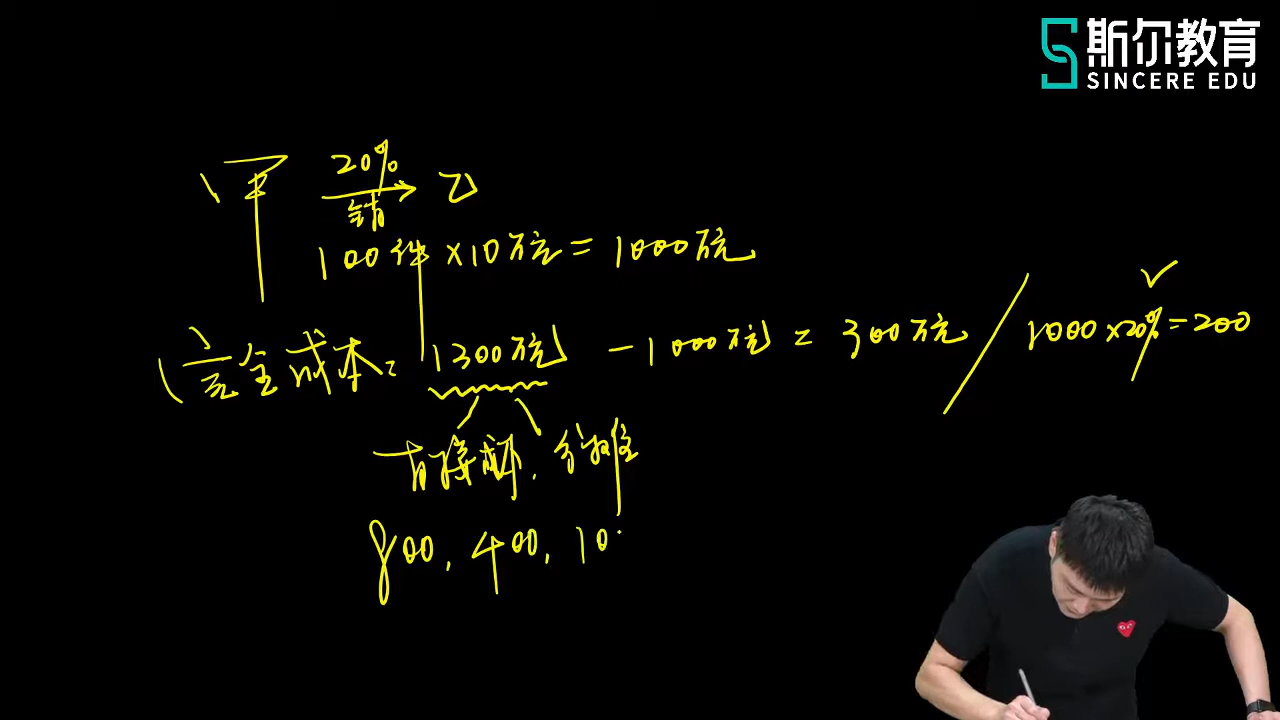 斯尔教育
SINCERE EDU
甲 20% 销 → 乙
100件×10万元=1000万元
完全成本=1300万元-1000万元=300万元/1000×20%=200
直接成本,分摊
800,400,10